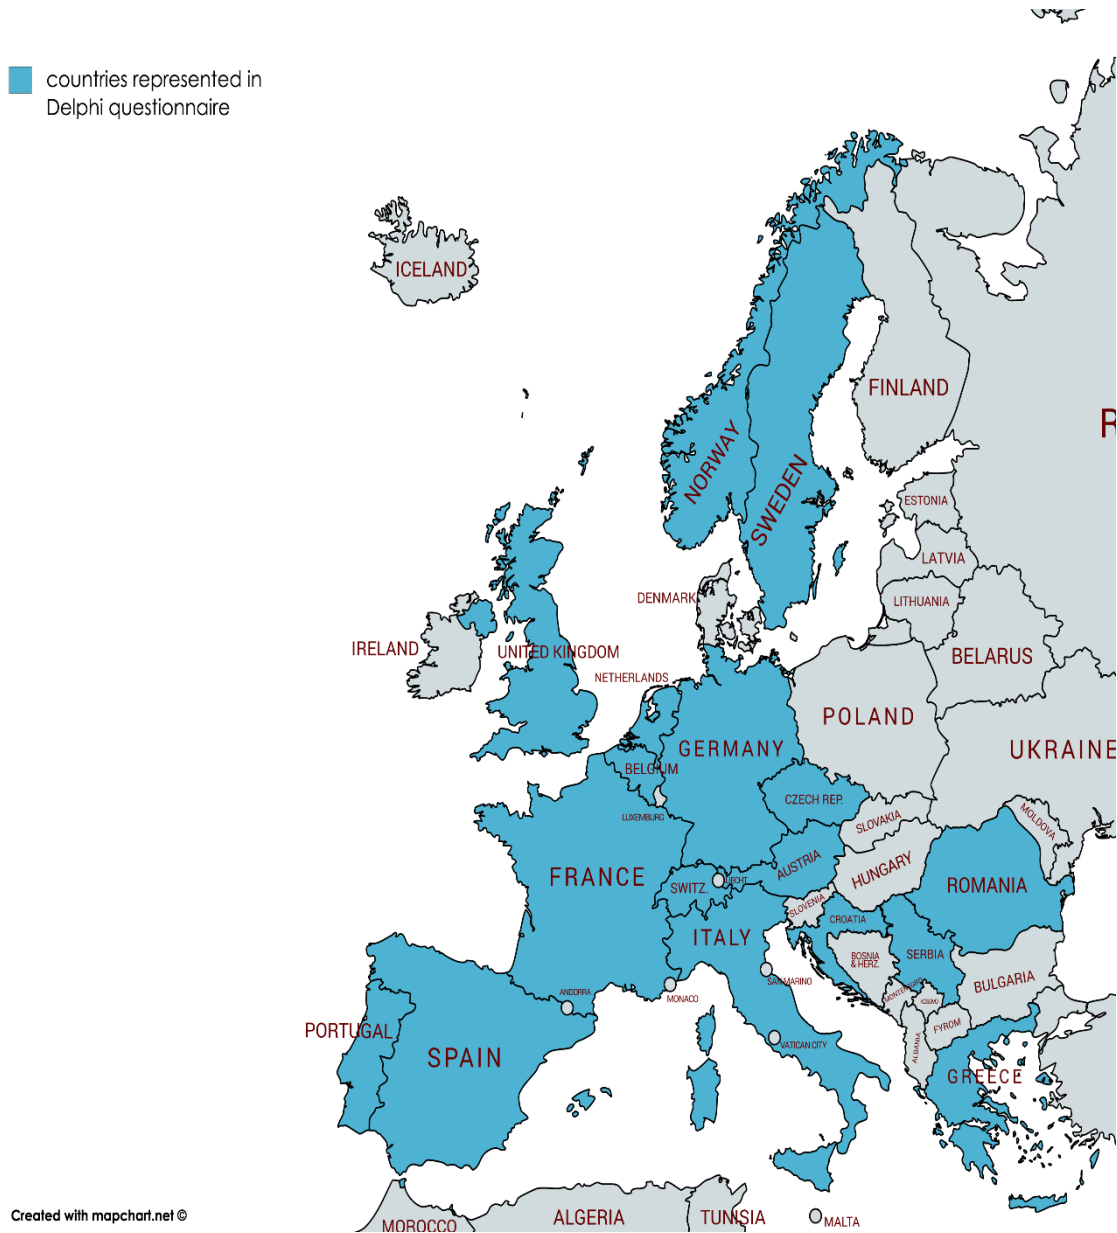 countries represented in
Delphi questionnaire
ICELAND
FINLAND
R
NORWAY
SWEDEN
ESTONIA
LATVIA
DENMARK
LITHUANIA
IRELAND
UNITED KINGDOM
BELARUS
NETHERLANDS
POLAND
GERMANY
UKRAINE
BELGIUM
CZECH REP.
LUXEMBURG
SLOVAKIA
MOLDOVA
AUSTRIA
HUNGARY
FRANCE
SWITZ.
LIECHT
ROMANIA
SLOVENIA
CROATIA
ITALY
BOSNIA
& HERZ.
SERBIA
SAN MARINO
BULGARIA
ANDORRA
MONACO
MONTENEGRO
KOSOVO
PORTUGAL
FYROM
VATICAN CITY
ALBANIA
SPAIN
GREECE
Created with mapchart.net ©
MOROCCO
ALGERIA
TUNISIA
MALTA